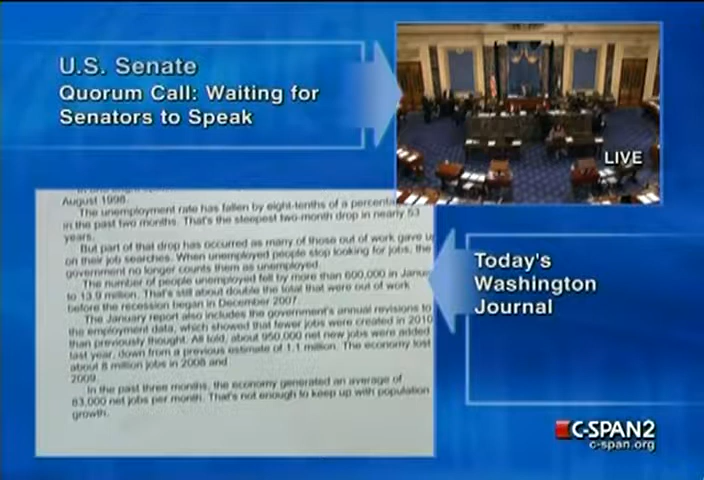 U.S. Senate
Quorum Call: Waiting for
Senators to Speak
LIVE
August 1998.
The unemployment rate has fallen by eight-tenths of a percenta
in the past two months. That's the steepest two-month drop in nearly 53
years.
But part of that drop has occurred as many of those out of work gave u
on their job searches. When unemployed people stop looking for jobs, the
government no longer counts them as unemployed.
The number of people unemployed fell by more than 600,000 in Janua
to 13.9 million. That's still about double the total that were out of work
before the recession began in December 2007.
The January report also includes the government's annual revisions to
the employment data, which showed that fewer jobs were created in 2010
than previously thought. All told, about 950,000 net new jobs were added
last year, down from a previous estimate of 1.1 million. The economy lost
about 8 million jobs in 2008 and
2009.
In the past three months, the economy generated an average of
83,000 net jobs per month. That's not enough to keep up with population
growth.
Today's
Washington
Journal
C-SPAN2
c-span.org